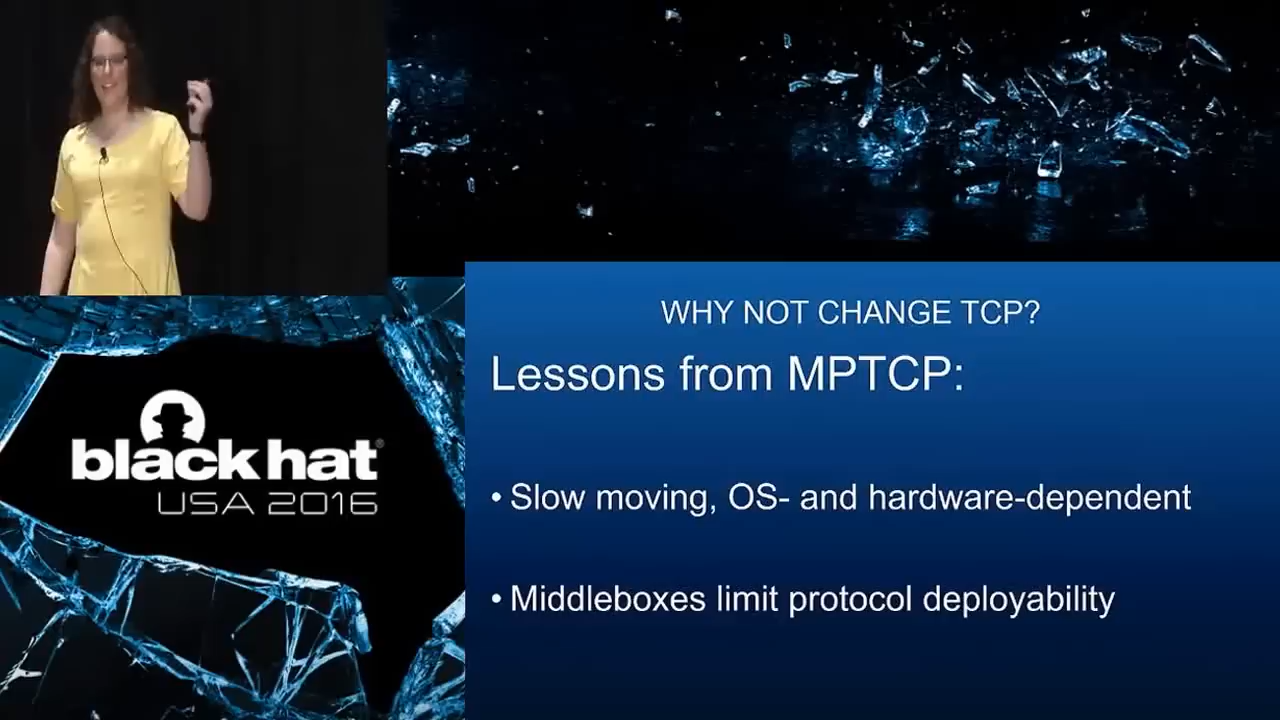 WHY NOT CHANGE TCP?
Lessons from MPTCP:
• Slow moving, OS- and hardware-dependent
• Middleboxes limit protocol deployability
black hat®
USA 2016